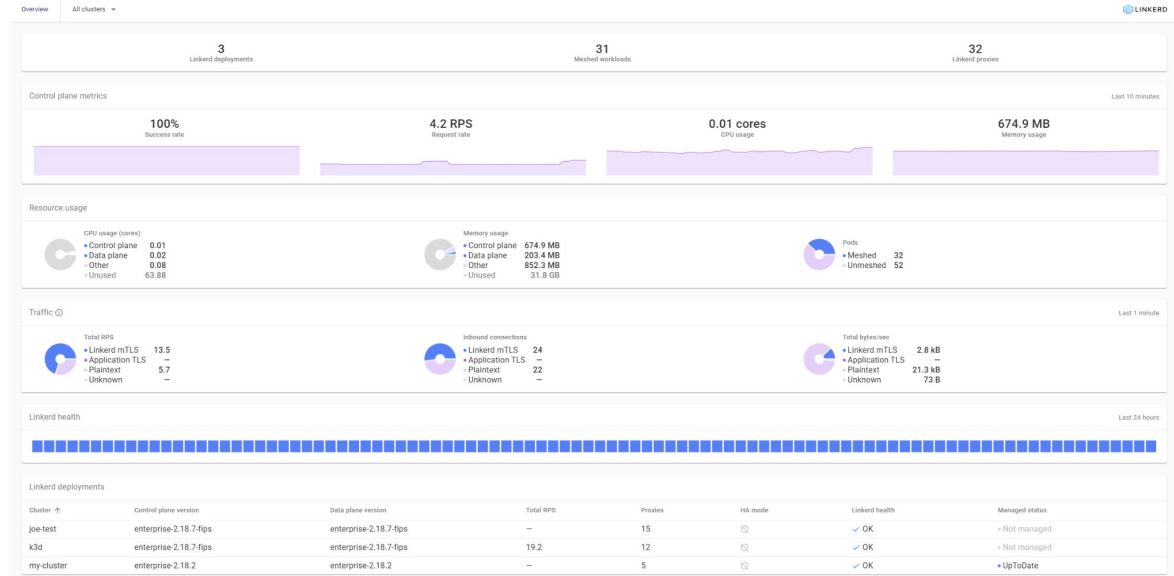 Overview All clusters LINKERD
3 31 32
Linkerd deployments Meshed workloads Linkerd proxies
Control plane metrics Last 10 minutes
100% 4.2 RPS 0.01 cores 674.9 MB
Success rate Request rate CPU usage Memory usage
Resource usage
CPU usage (cores)
Control plane 0.01
Data plane 0.02
Other 0.08
Unused 63.88
Memory usage
Control plane 674.9 MB
Data plane 203.4 MB
Other 852.3 MB
Unused 31.8 GB
Pods
Meshed 32
Unmeshed 52
Traffic Last 1 minute
Total RPS
Linkerd mTLS 13.5
Application TLS —
Plaintext 5.7
Unknown —
Inbound connections
Linkerd mTLS 24
Application TLS —
Plaintext 22
Unknown —
Total bytes/sec
Linkerd mTLS 2.8 kB
Application TLS —
Plaintext 21.3 kB
Unknown 73 B
Linkerd health Last 24 hours
Linkerd deployments
Cluster ↑ Control plane version Data plane version Total RPS Proxies HA mode Linkerd health Managed status
joe-test enterprise-2.18.7-fips enterprise-2.18.7-fips — 15 OK Not managed
k3d enterprise-2.18.7-fips enterprise-2.18.7-fips 19.2 12 OK Not managed
my-cluster enterprise-2.18.2 enterprise-2.18.2 — 5 OK UpToDate